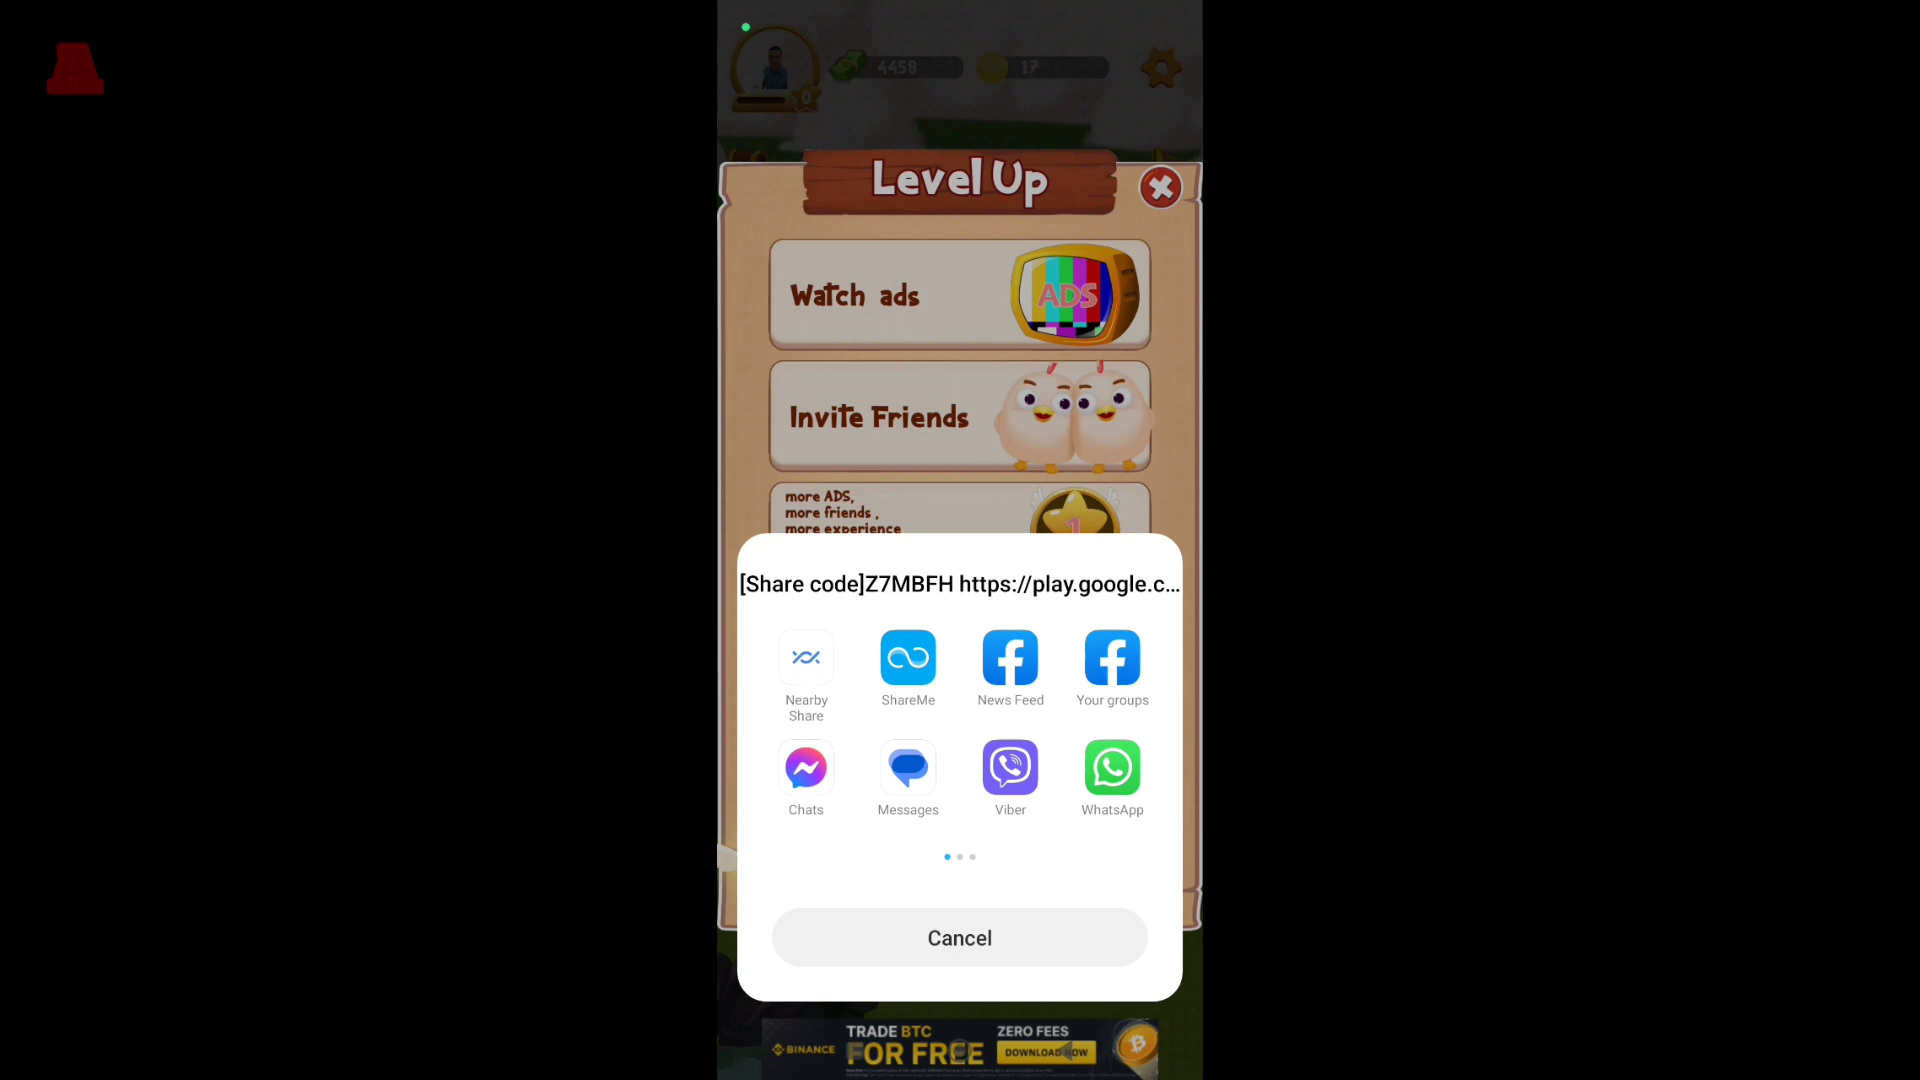 4458
17
0
Level Up
Watch ads
ADS
Invite Friends
more ADS,
more friends ,
more experience
1
[Share code]Z7MBFH https://play.google.c...
Nearby
Share
ShareMe
News Feed
Your groups
Chats
Messages
Viber
WhatsApp
Cancel
BINANCE
TRADE BTC
FOR FREE
ZERO FEES
DOWNLOAD NOW